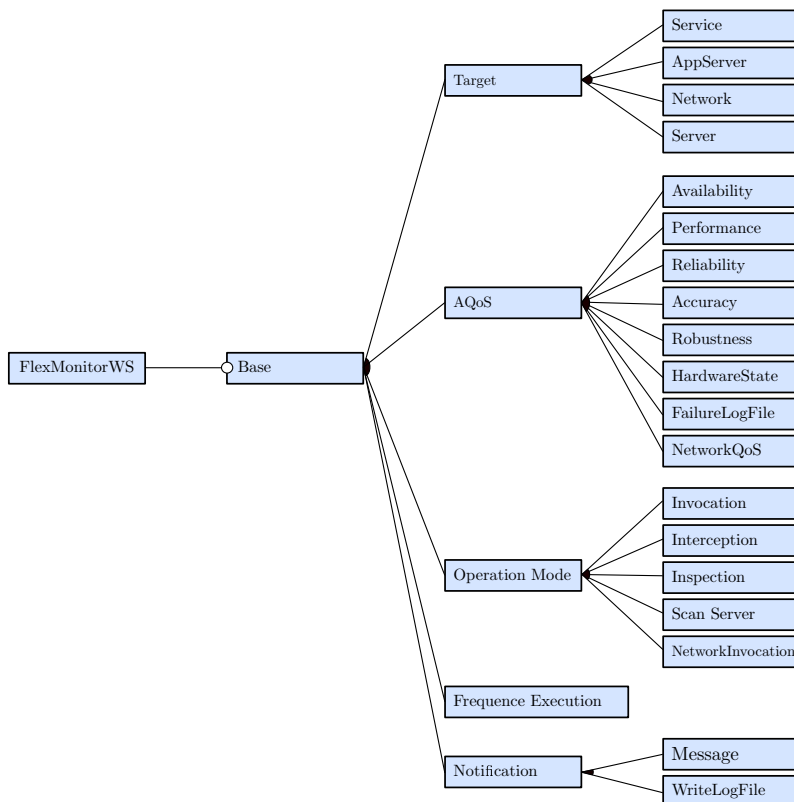 FlexMonitorWS
Base
Target
Service
AppServer
Network
Server
AQoS
Availability
Performance
Reliability
Accuracy
Robustness
HardwareState
FailureLogFile
NetworkQoS
Operation Mode
Invocation
Interception
Inspection
Scan Server
NetworkInvocation
Frequence Execution
Notification
Message
WriteLogFile